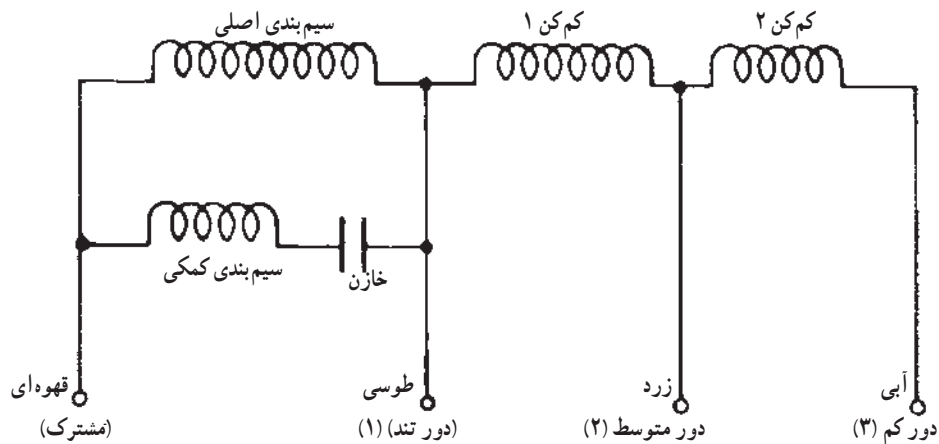 سیم‌بندی اصلی
کم‌کن ۱
کم‌کن ۲
سیم‌بندی کمکی
خازن
قهوه‌ای
(مشترک)
طوسی
(دور تند) (۱)
زرد
دور متوسط (۲)
آبی
دور کم (۳)